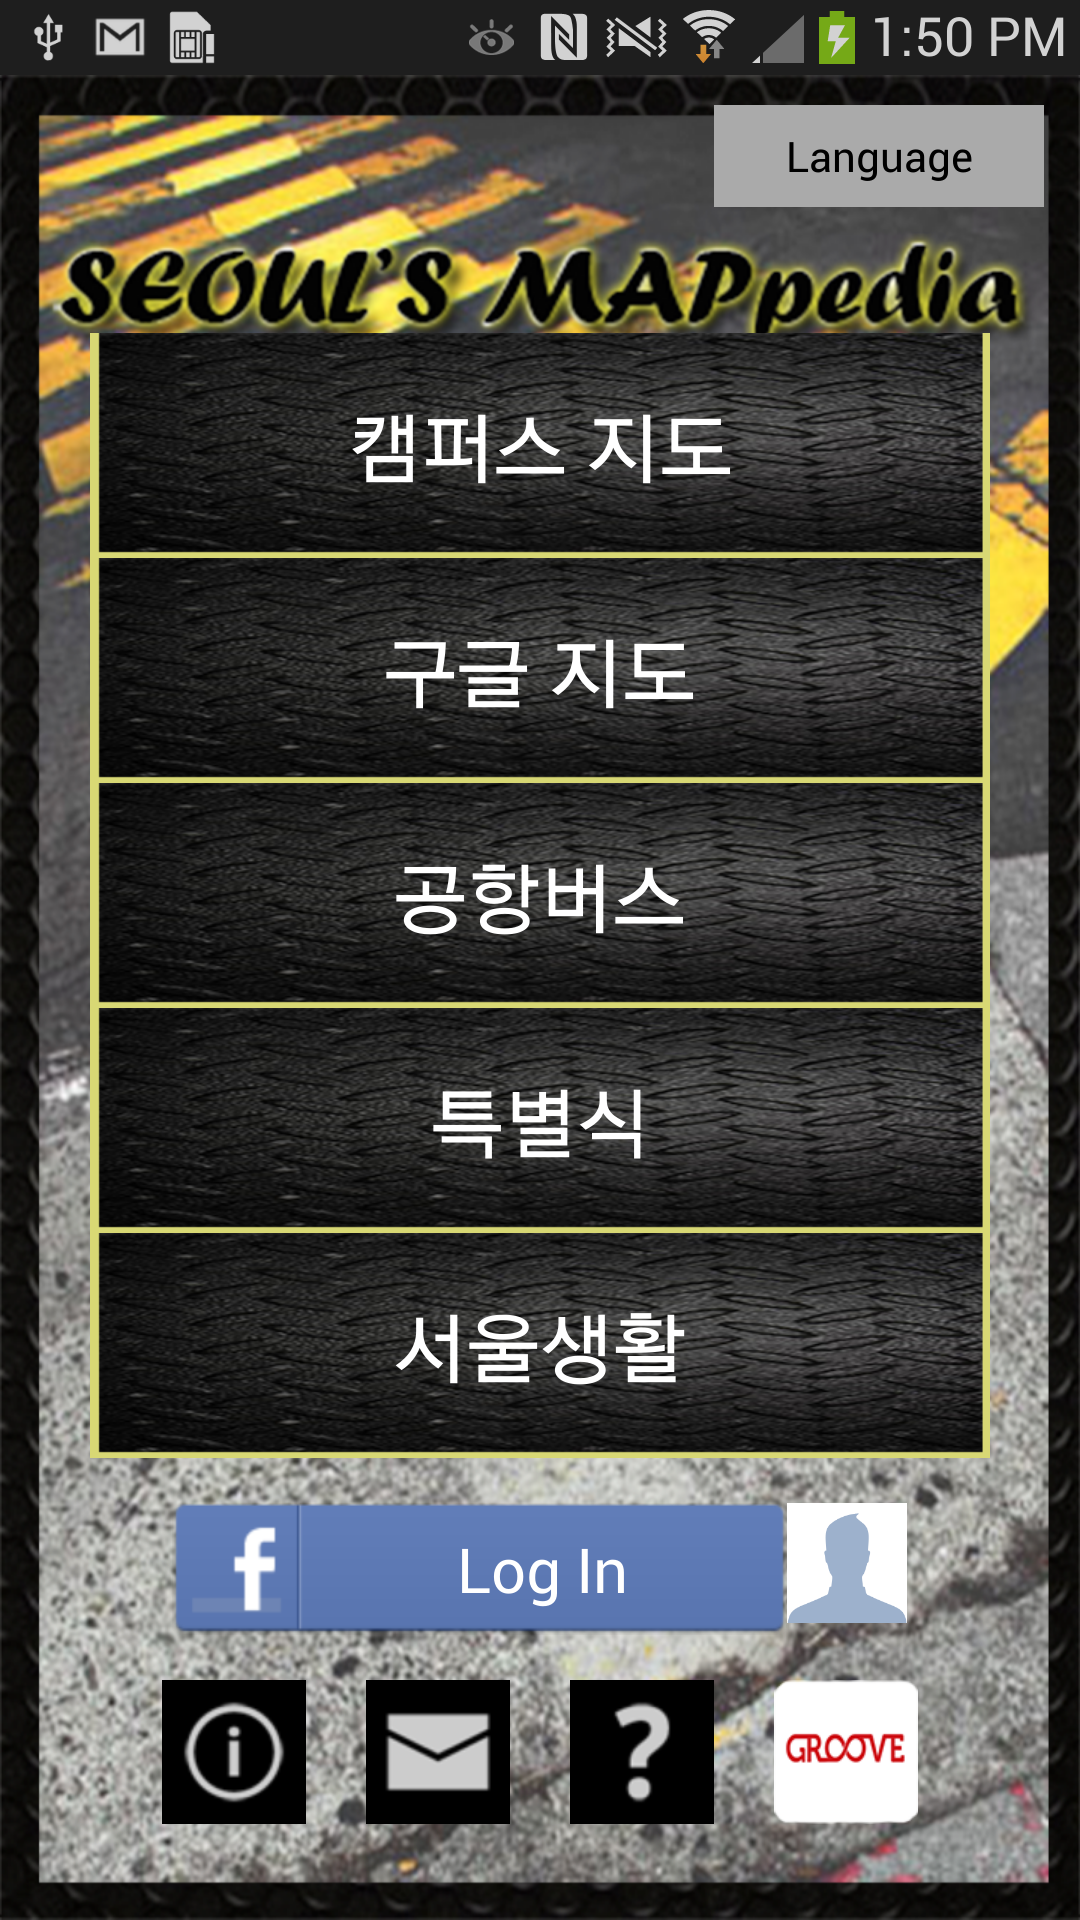 1:50 PM
Language
SEOUL'S MAPpedia
캠퍼스 지도
구글 지도
공항버스
특별식
서울생활
f Log In
GROOVE